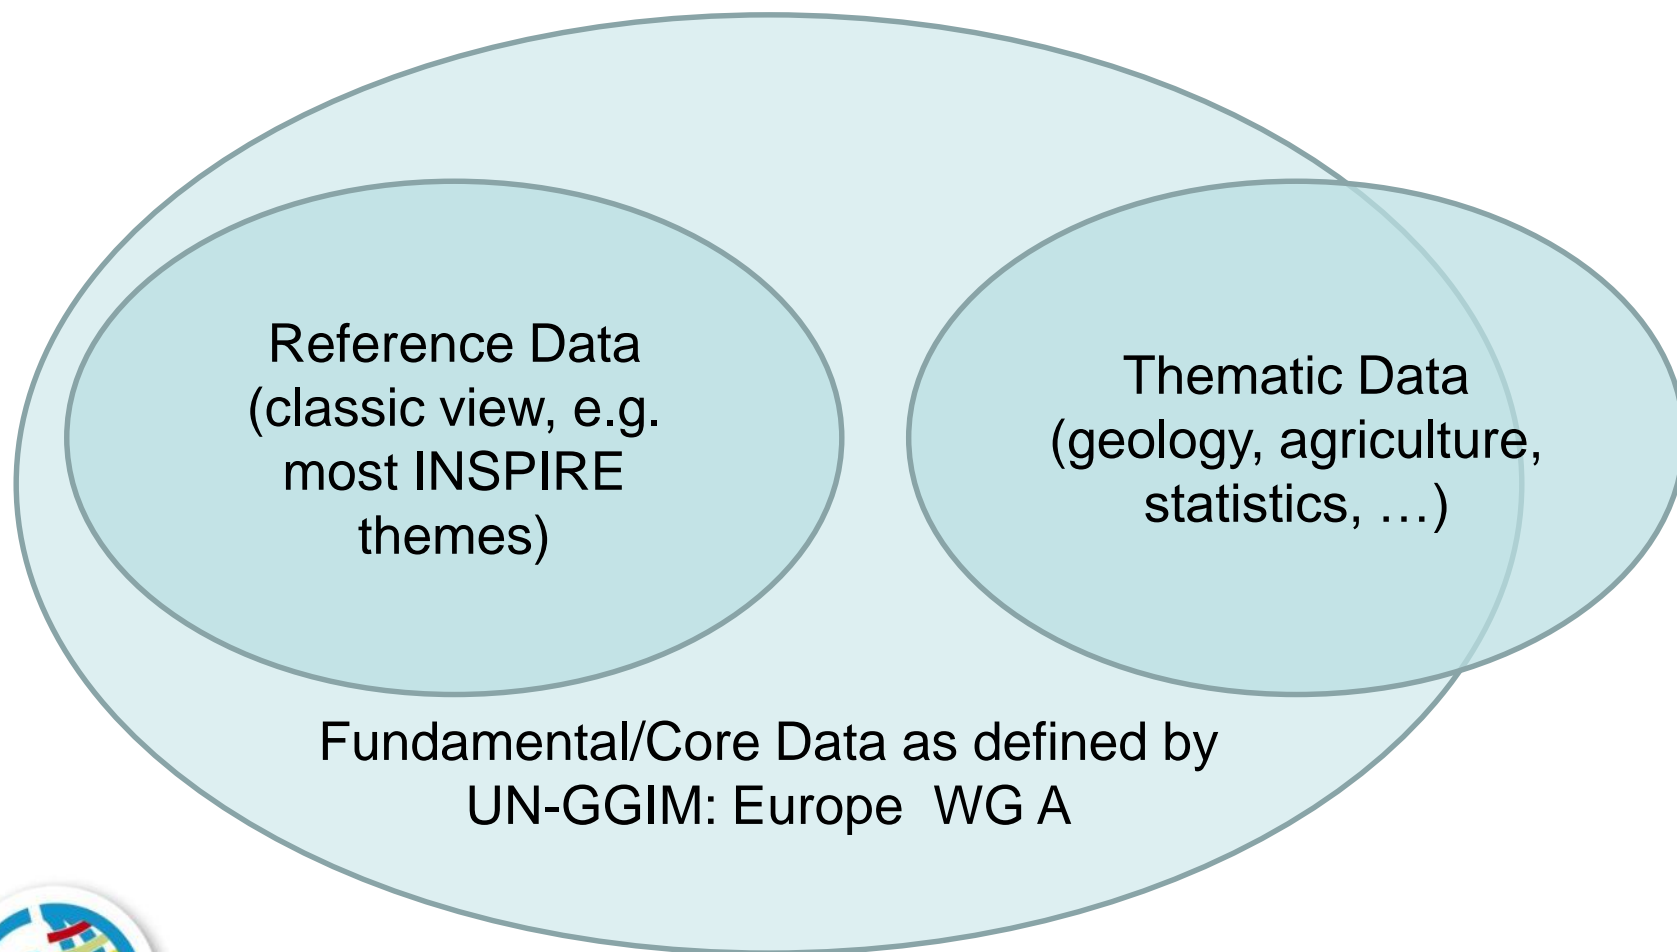 Reference Data
(classic view, e.g.
most INSPIRE
themes)
Thematic Data
(geology, agriculture,
statistics, …)
Fundamental/Core Data as defined by
UN-GGIM: Europe  WG A